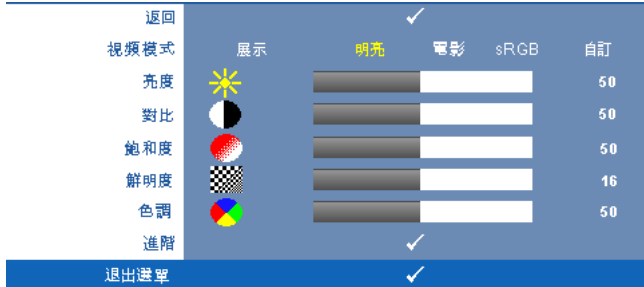 返回
視頻模式 展示 明亮 電影 sRGB 自訂
亮度 50
對比 50
飽和度 50
鮮明度 16
色調 50
進階
退出選單